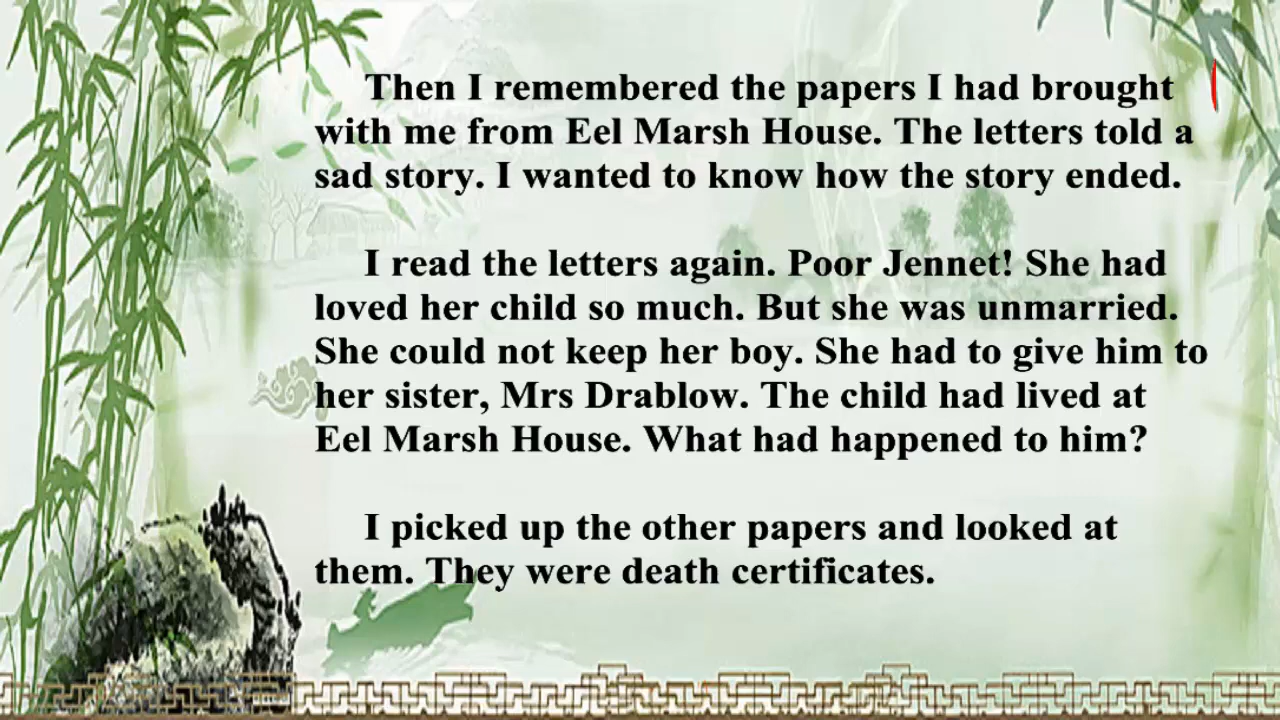 Then I remembered the papers I had brought
with me from Eel Marsh House. The letters told a
sad story. I wanted to know how the story ended.
I read the letters again. Poor Jennet! She had
loved her child so much. But she was unmarried.
She could not keep her boy. She had to give him to
her sister, Mrs Drablow. The child had lived at
Eel Marsh House. What had happened to him?
I picked up the other papers and looked at
them. They were death certificates.